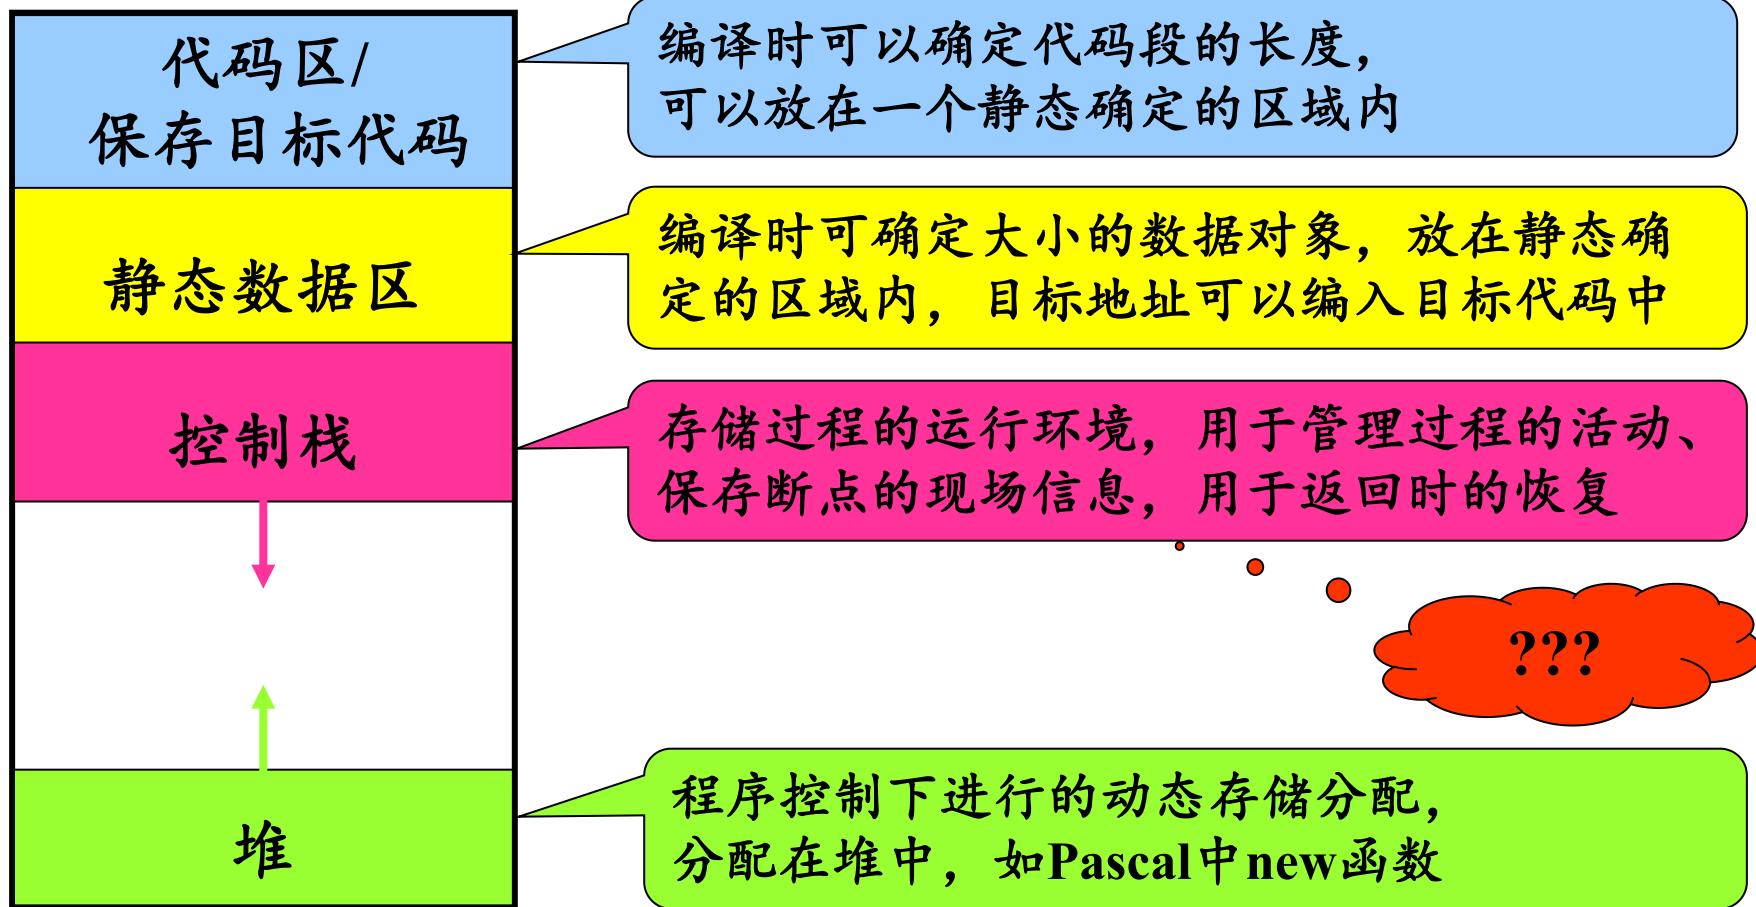 代码区/
保存目标代码
编译时可以确定代码段的长度，
可以放在一个静态确定的区域内
静态数据区
编译时可确定大小的数据对象，放在静态确
定的区域内，目标地址可以编入目标代码中
控制栈
存储过程的运行环境，用于管理过程的活动、
保存断点的现场信息，用于返回时的恢复
???
堆
程序控制下进行的动态存储分配，
分配在堆中，如Pascal中new函数